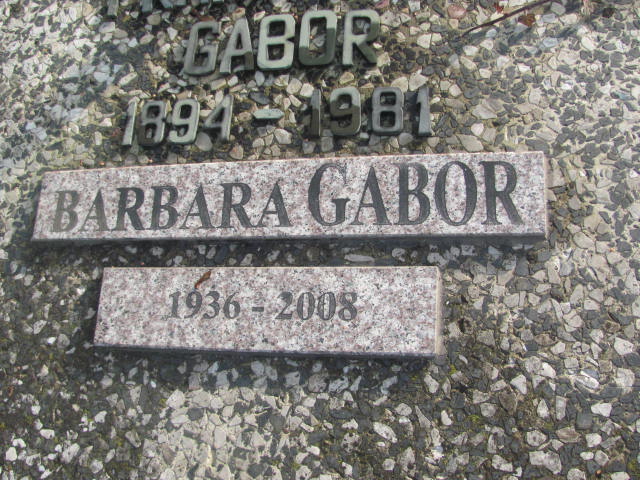 GABOR
1894 - 1981
BARBARA GABOR
1936 - 2008